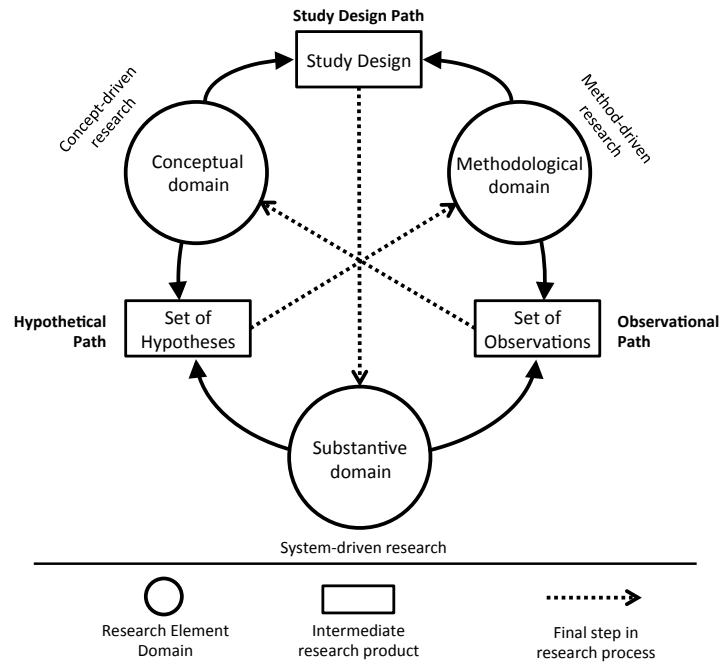 Study Design Path
Study Design
Concept-driven
research
Method-driven
research
Conceptual
domain
Methodological
domain
Hypothetical
Path
Set of
Hypotheses
Set of
Observations
Observational
Path
Substantive
domain
System-driven research
Research Element
Domain
Intermediate
research product
Final step in
research process